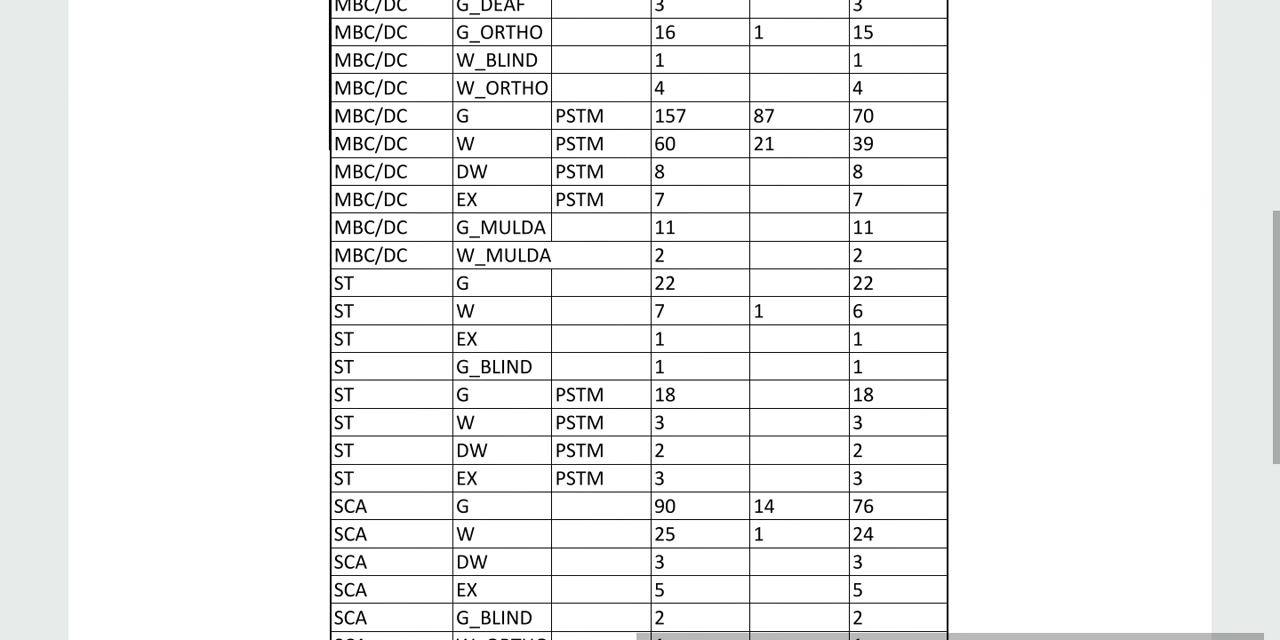 MBC/DC G_DEAF 3 3
MBC/DC G_ORTHO 16 1 15
MBC/DC W_BLIND 1 1
MBC/DC W_ORTHO 4 4
MBC/DC G PSTM 157 87 70
MBC/DC W PSTM 60 21 39
MBC/DC DW PSTM 8 8
MBC/DC EX PSTM 7 7
MBC/DC G_MULDA 11 11
MBC/DC W_MULDA 2 2
ST G 22 22
ST W 7 1 6
ST EX 1 1
ST G_BLIND 1 1
ST G PSTM 18 18
ST W PSTM 3 3
ST DW PSTM 2 2
ST EX PSTM 3 3
SCA G 90 14 76
SCA W 25 1 24
SCA DW 3 3
SCA EX 5 5
SCA G_BLIND 2 2